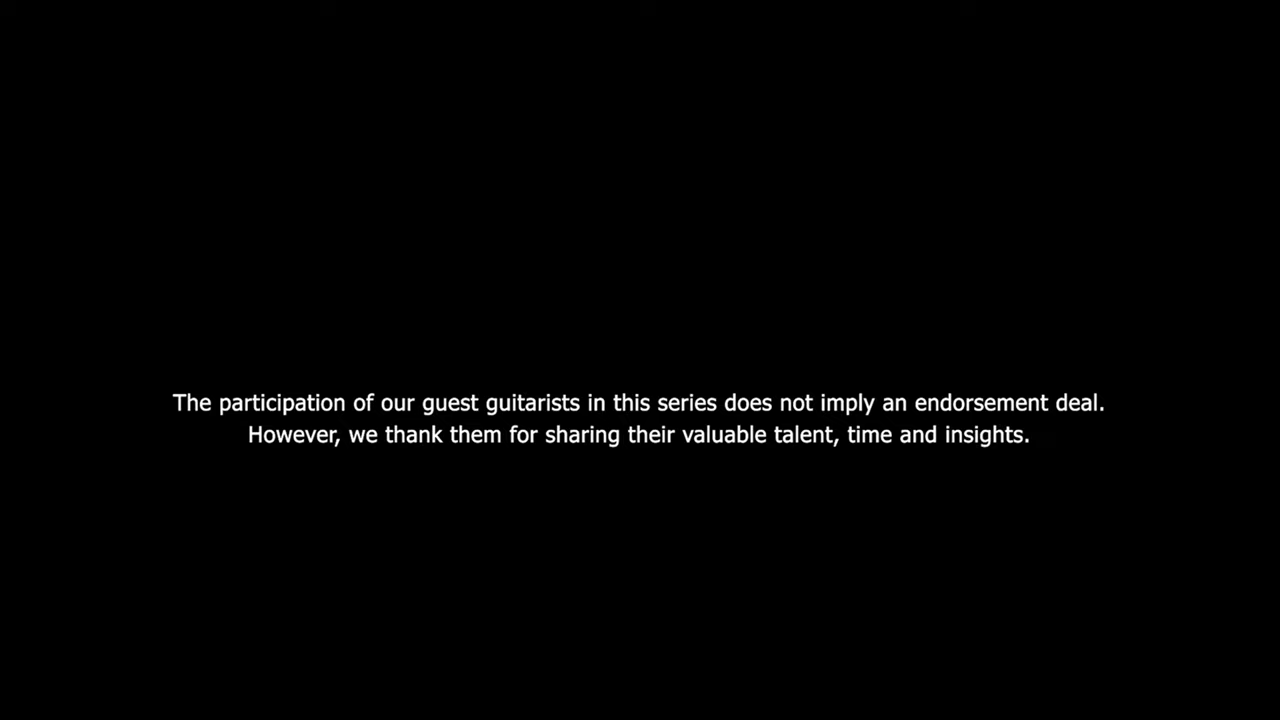 The participation of our guest guitarists in this series does not imply an endorsement deal.
However, we thank them for sharing their valuable talent, time and insights.